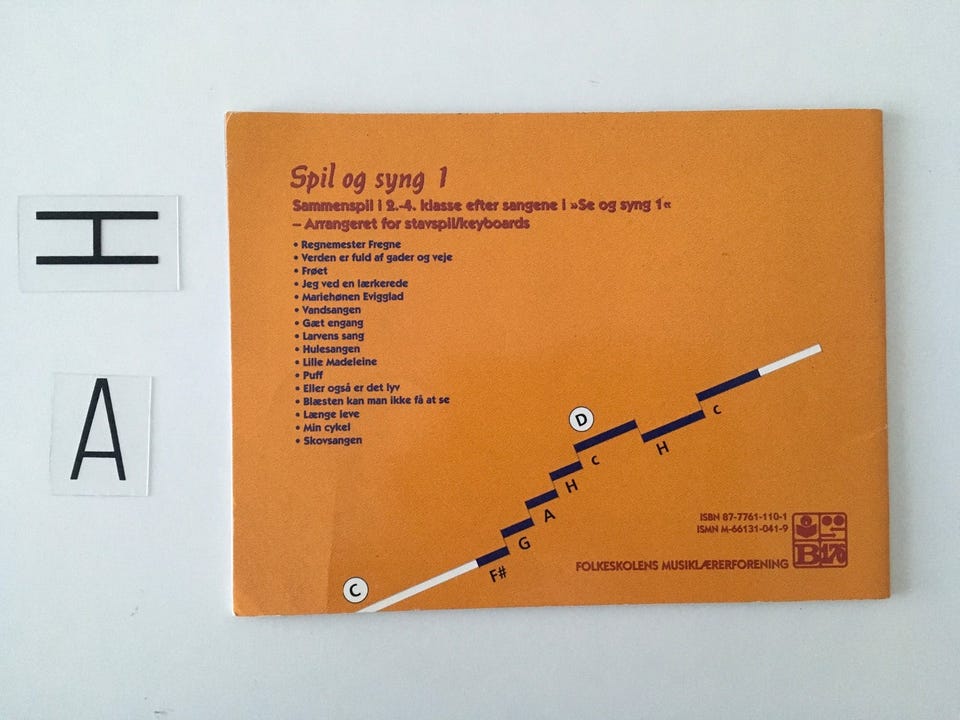 H
A
Spil og syng 1
Sammenspil i 2.-4. klasse efter sangene i »Se og syng 1«
– Arrangeret for stavspil/keyboards
• Regnemester Fregne
• Verden er fuld af gader og veje
• Frøet
• Jeg ved en lærkerede
• Mariehønen Evigglad
• Vandsangen
• Gæt engang
• Larvens sang
• Hulesangen
• Lille Madeleine
• Puff
• Eller også er det lyv
• Blæsten kan man ikke få at se
• Længe leve
• Min cykel
• Skovsangen
C
F#
G
A
H
c
D
H
c
ISBN 87-7761-110-1
ISMN M-66131-041-9
FOLKESKOLENS MUSIKLÆRERFORENING
B176